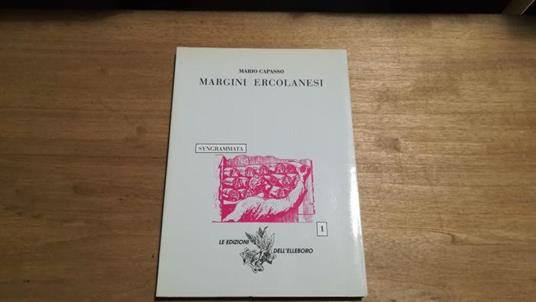 MARIO CAPASSO
MARGINI ERCOLANESI
SYNGRAMMATA
1
LE EDIZIONI
DELL'ELLEBORO